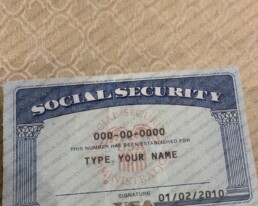 SOCIAL SECURITY
000-00-0000
THIS NUMBER HAS BEEN ESTABLISHED FOR
TYPE YOUR NAME
SIGNATURE
01/02/2010